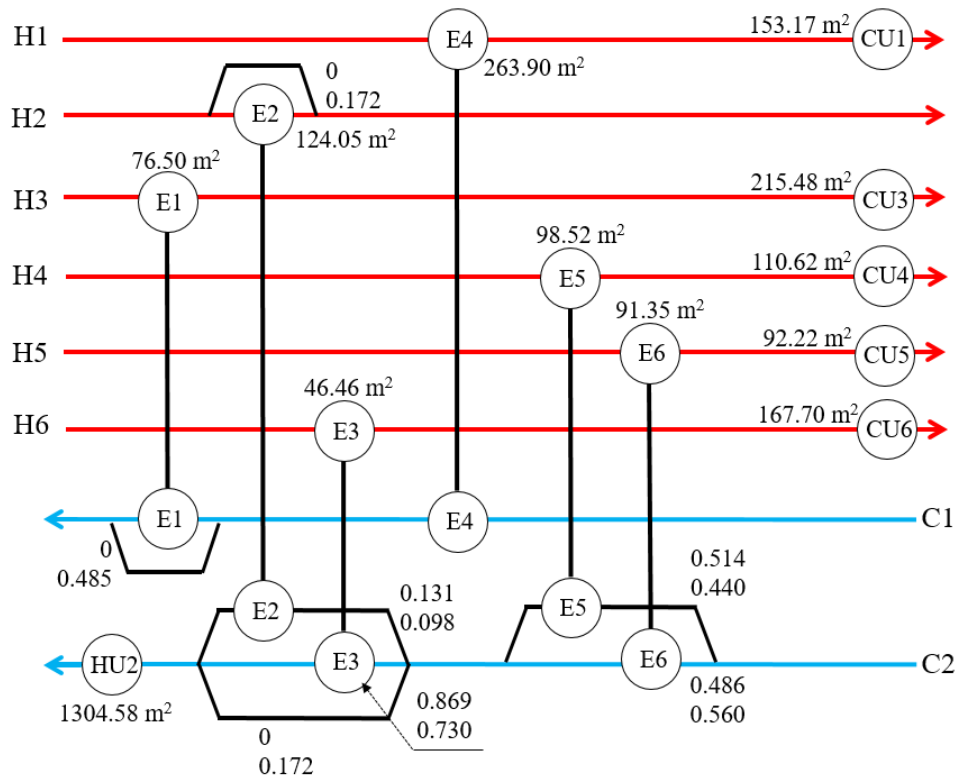 H1
E4
263.90 m²
153.17 m²
CU1
0
0.172
H2
E2
124.05 m²
76.50 m²
H3
E1
215.48 m²
CU3
98.52 m²
H4
E5
110.62 m²
CU4
91.35 m²
H5
E6
92.22 m²
CU5
46.46 m²
H6
E3
167.70 m²
CU6
E1
E4
C1
0
0.485
E2
0.131
0.098
E5
0.514
0.440
HU2
1304.58 m²
E3
E6
C2
0.869
0.730
0.486
0.560
0
0.172